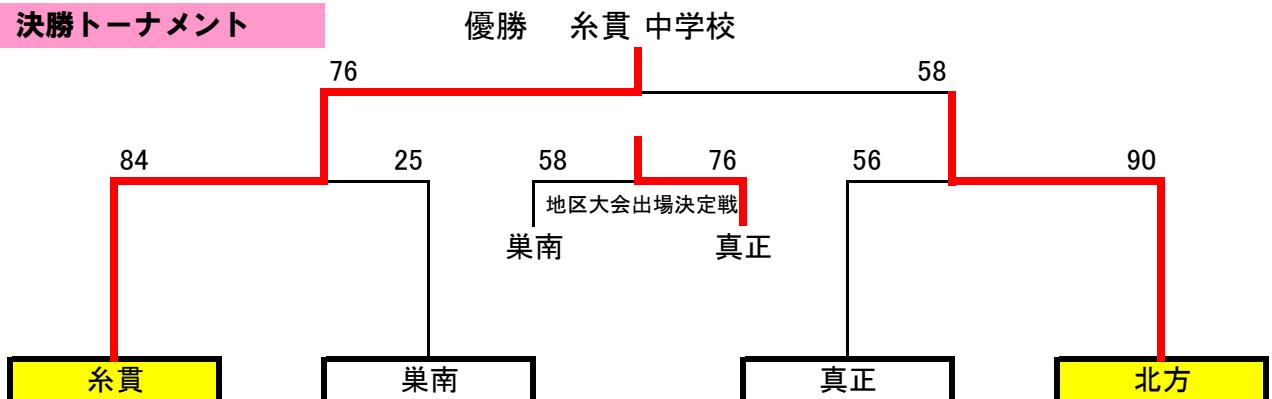 決勝トーナメント
優勝 糸貫 中学校
76 58
84 25 58 76 56 90
地区大会出場決定戦
巣南 真正
糸貫 巣南 真正 北方